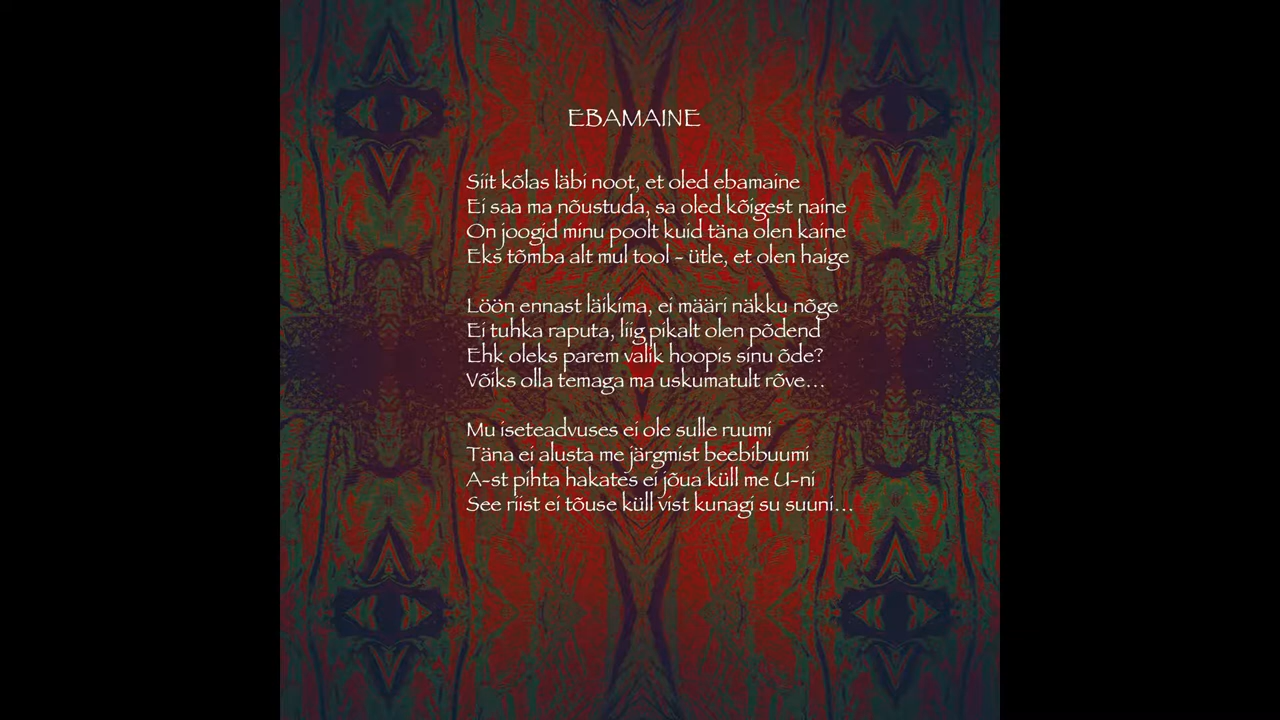 EBAMAINE
Siit kõlas läbi noot, et oled ebamaine
Ei saa ma nõustuda, sa oled kõigest naine
On joogid minu poolt kuid täna olen kaine
Eks tõmba alt mul tool - ütle, et olen haige
Löön ennast läikima, ei määri näkku nõge
Ei tuhka raputa, liig pikalt olen põdend
Ehk oleks parem valik hoopis sinu õde?
Võiks olla temaga ma uskumatult rõve...
Mu iseteadvuses ei ole sulle ruumi
Täna ei alusta me järgmist beebibuumi
A-st pihta hakates ei jõua küll me U-ni
See riist ei tõuse küll vist kunagi su suuni...